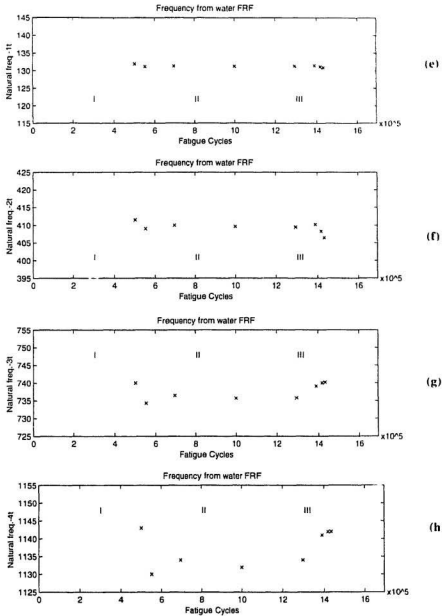 Frequency from water FRF
145
140
135
130
125
120
115
Natural freq.-1t
I
II
III
0 2 4 6 8 10 12 14 16
x10^5
Fatigue Cycles
(e)
Frequency from water FRF
425
420
415
410
405
400
395
Natural freq.-2t
I
II
III
0 2 4 6 8 10 12 14 16
x10^5
Fatigue Cycles
(f)
Frequency from water FRF
755
750
745
740
735
730
725
Natural freq.-3t
I
II
III
0 2 4 6 8 10 12 14 16
x10^5
Fatigue Cycles
(g)
Frequency from water FRF
1155
1150
1145
1140
1135
1130
1125
Natural freq.-4t
I
II
III
0 2 4 6 8 10 12 14 16
x10^5
Fatigue Cycles
(h